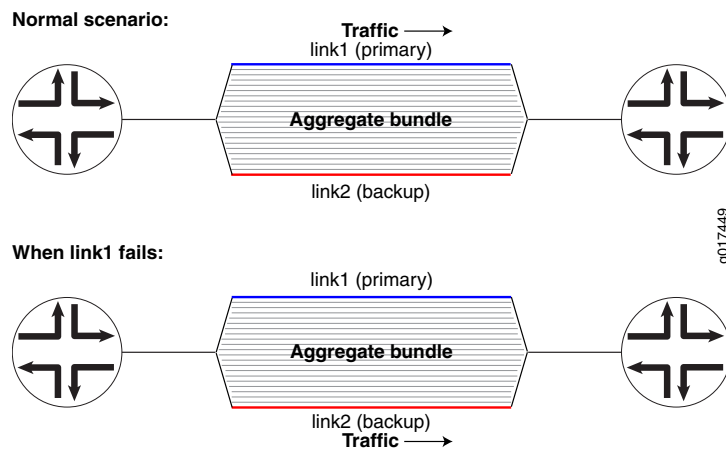 Normal scenario:
Traffic
link1 (primary)
Aggregate bundle
link2 (backup)
g017449
When link1 fails:
link1 (primary)
Aggregate bundle
link2 (backup)
Traffic